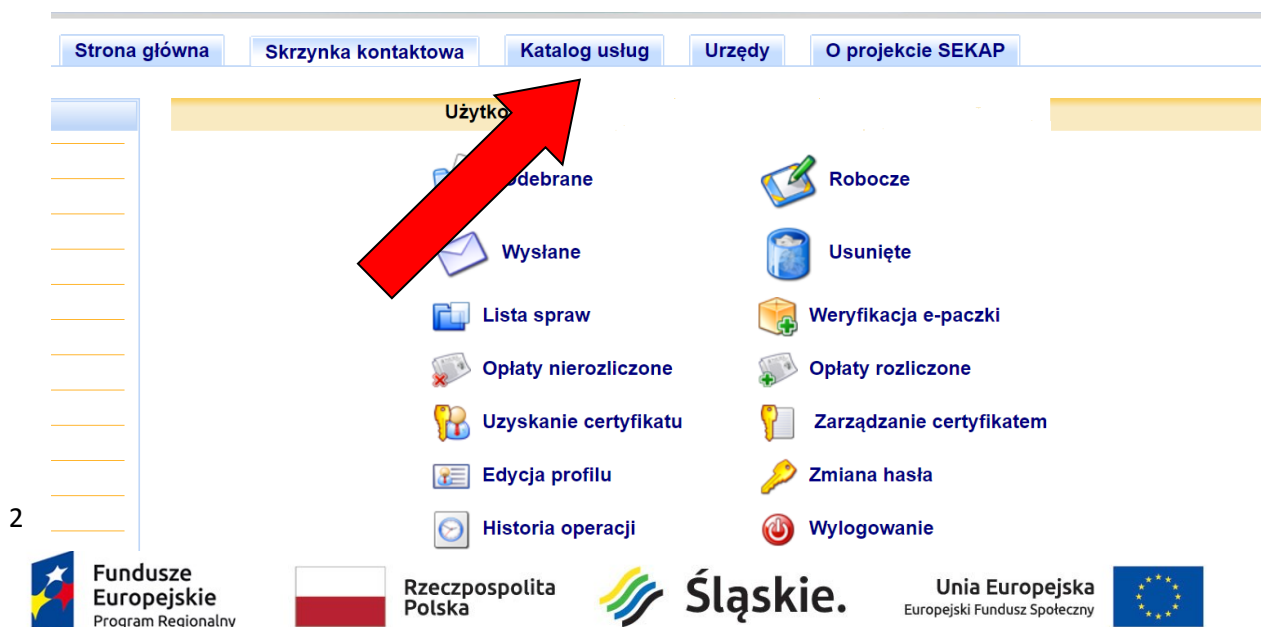 Strona główna Skrzynka kontaktowa Katalog usług Urzędy O projekcie SEKAP
Odebrane Robocze
Wysłane Usunięte
Lista spraw Weryfikacja e-paczki
Opłaty nierozliczone Opłaty rozliczone
Uzyskanie certyfikatu Zarządzanie certyfikatem
Edycja profilu Zmiana hasła
Historia operacji Wylogowanie
2
Fundusze
Europejskie
Program Regionalny
Rzeczpospolita
Polska
Śląskie.
Unia Europejska
Europejski Fundusz Społeczny